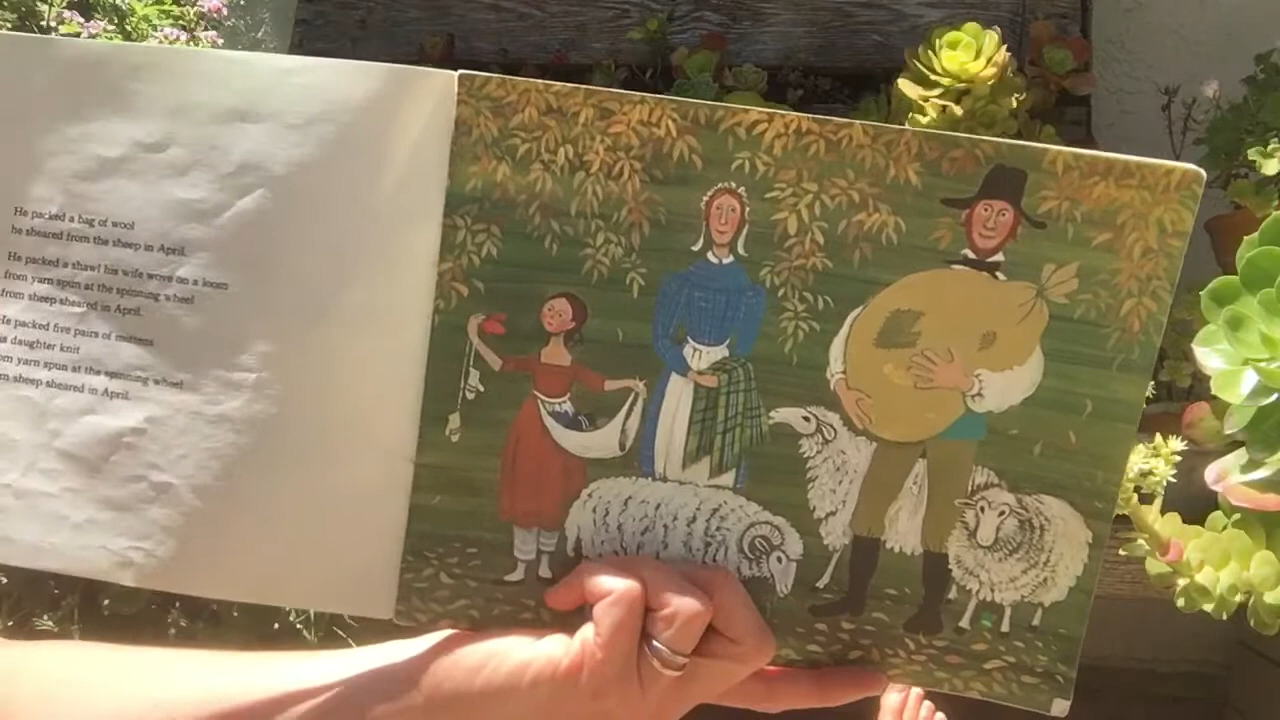 He packed a bag of wool
he sheared from the sheep in April.
He packed a shawl his wife wove on a loom
from yarn spun at the spinning wheel
from sheep sheared in April.
He packed five pairs of mittens
s daughter knit
om yarn spun at the spinning wheel
m sheep sheared in April.